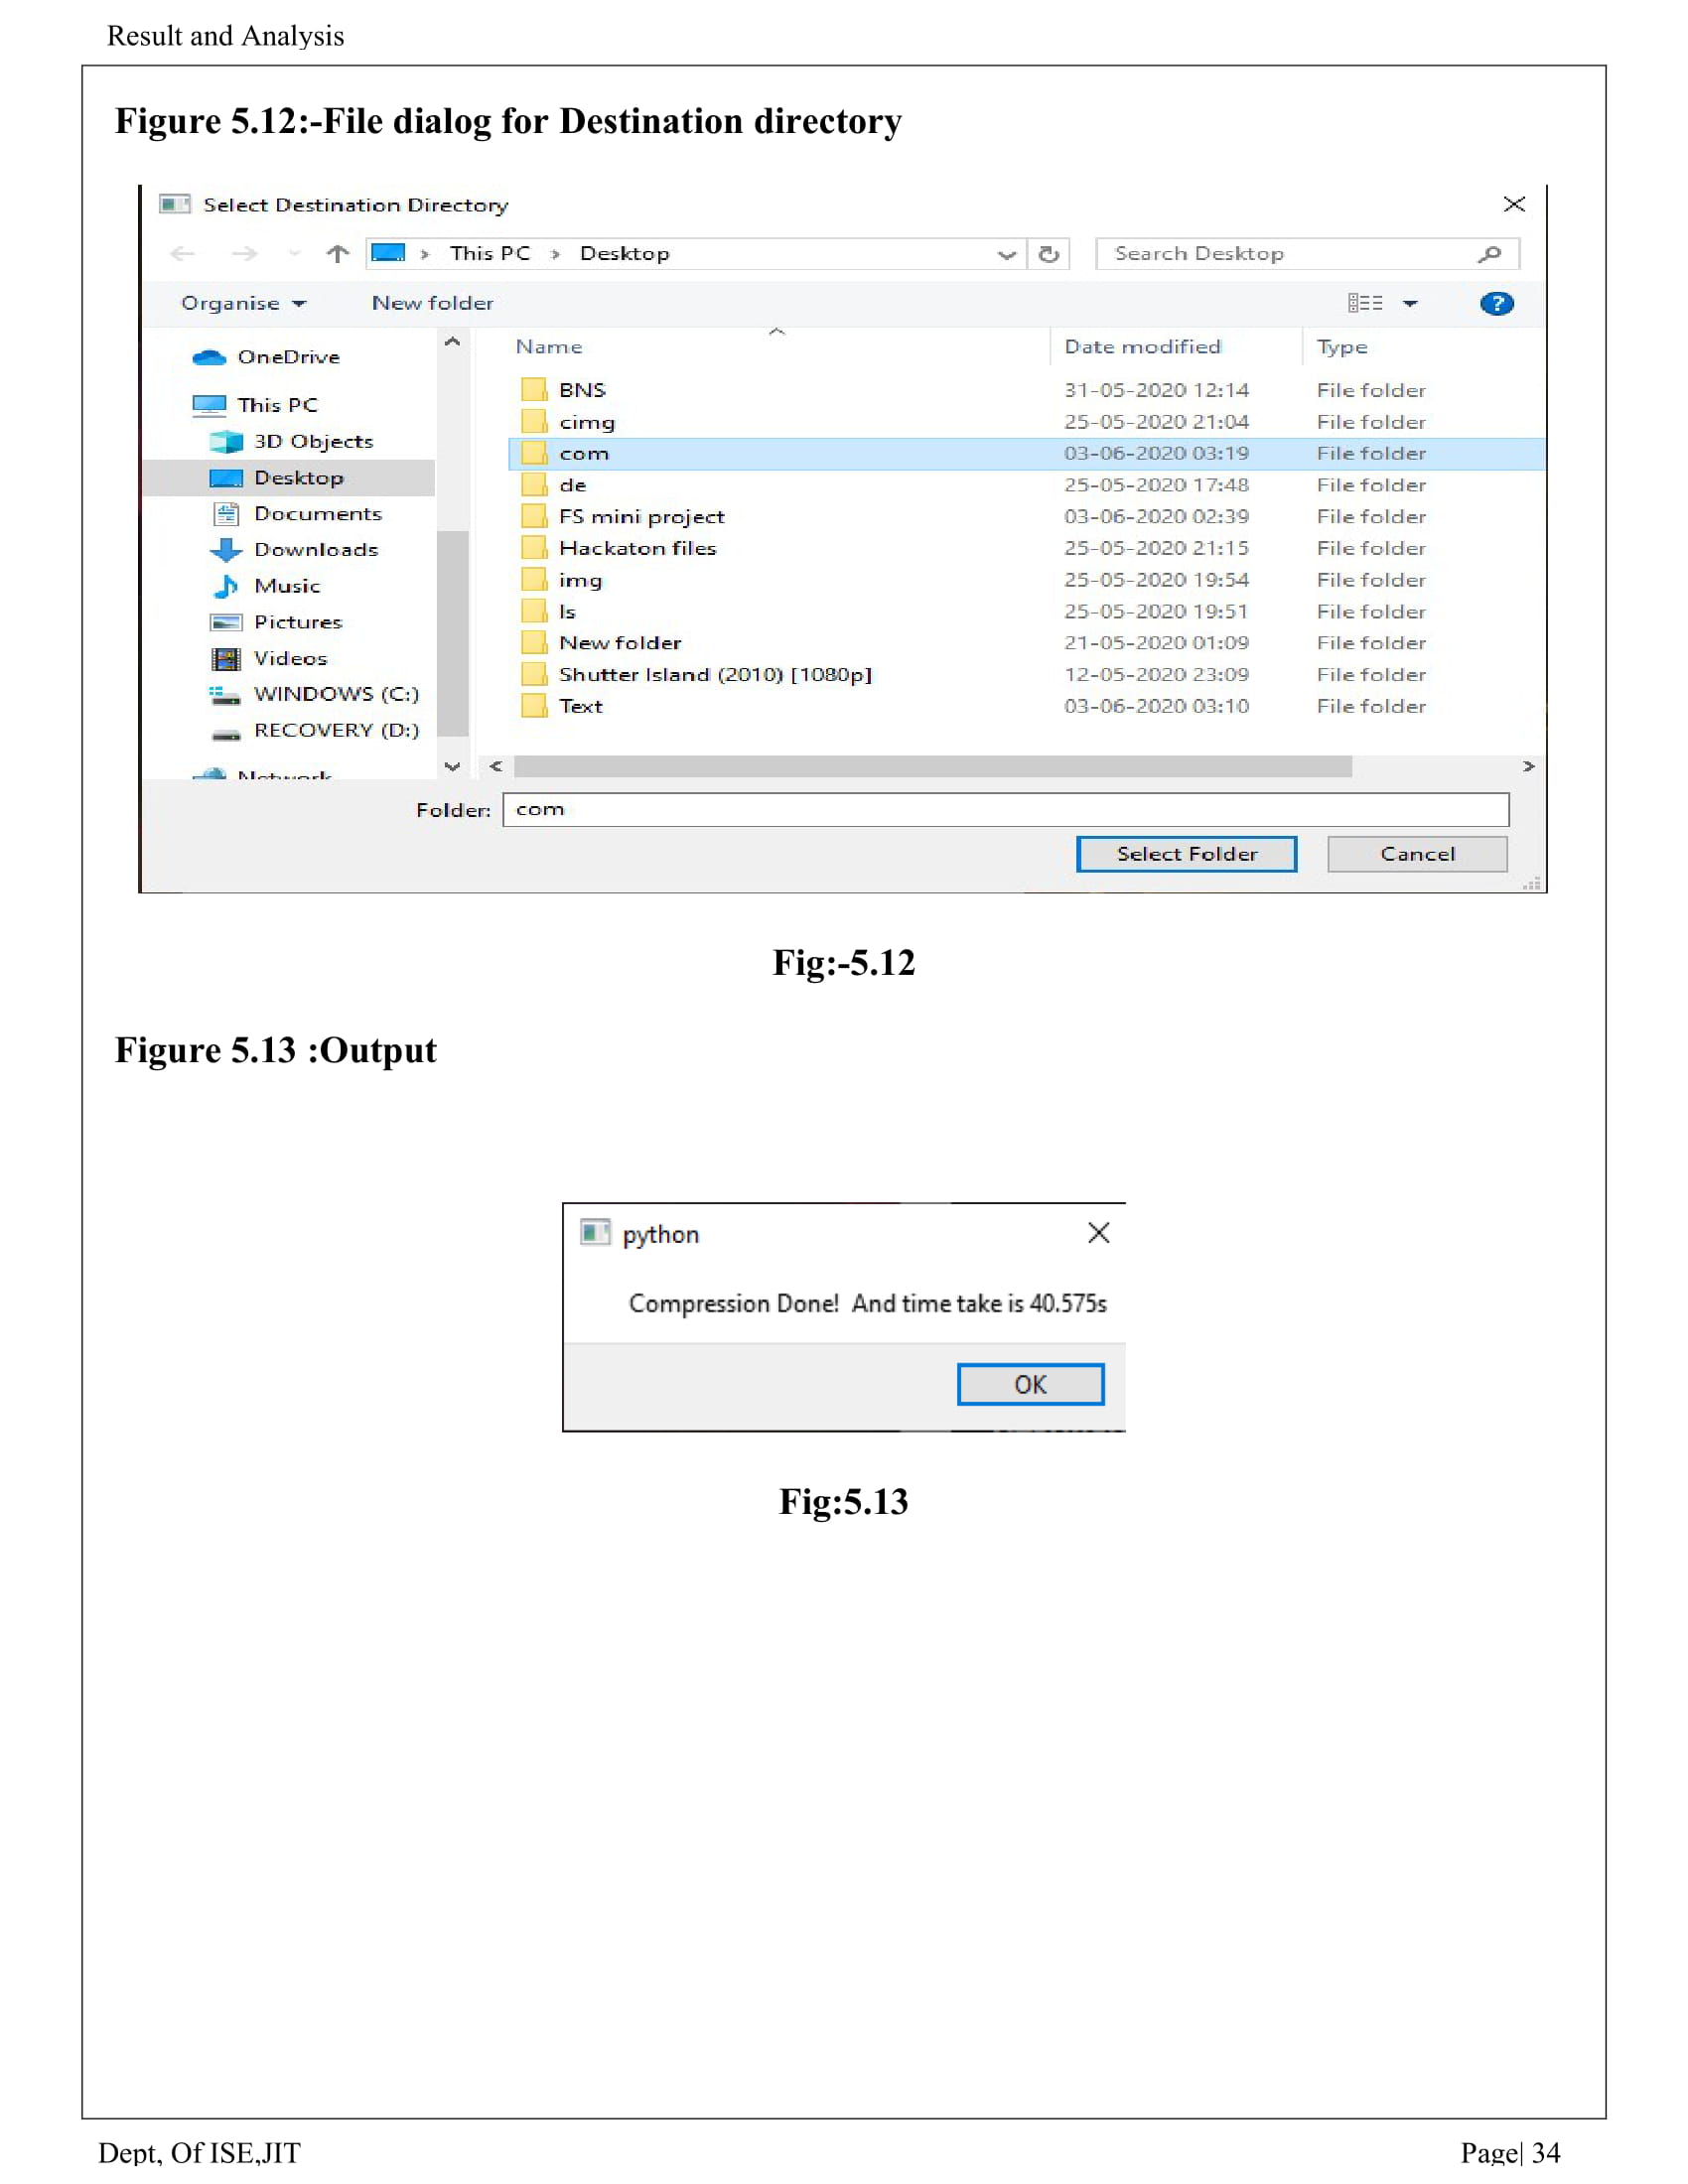 Result and Analysis
Figure 5.12:-File dialog for Destination directory
Select Destination Directory
This PC > Desktop
Search Desktop
Organise
New folder
?
Name Date modified Type
OneDrive
This PC
3D Objects
Desktop
Documents
Downloads
Music
Pictures
Videos
WINDOWS (C:)
RECOVERY (D:)
Network
BNS 31-05-2020 12:14 File folder
cimg 25-05-2020 21:04 File folder
com 03-06-2020 03:19 File folder
de 25-05-2020 17:48 File folder
FS mini project 03-06-2020 02:39 File folder
Hackaton files 25-05-2020 21:15 File folder
img 25-05-2020 19:54 File folder
ls 25-05-2020 19:51 File folder
New folder 21-05-2020 01:09 File folder
Shutter Island (2010) [1080p] 12-05-2020 23:09 File folder
Text 03-06-2020 03:10 File folder
Folder: com
Select Folder Cancel
Fig:-5.12
Figure 5.13 :Output
python
Compression Done! And time take is 40.575s
OK
Fig:5.13
Dept, Of ISE,JIT Page| 34